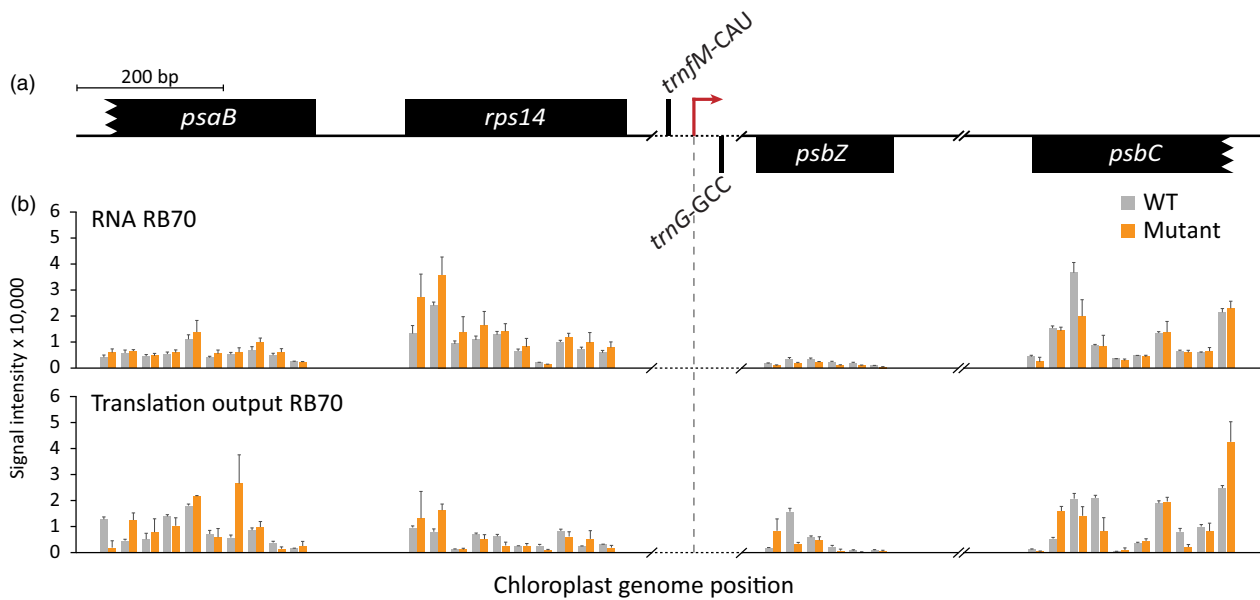 (a)
200 bp
trnfM-CAU
psaB
rps14
psbZ
psbC
trnG-GCC
(b)
RNA RB70
WT
Mutant
6
5
4
3
2
1
0
Translation output RB70
6
5
4
3
2
1
0
Signal intensity x 10,000
Chloroplast genome position